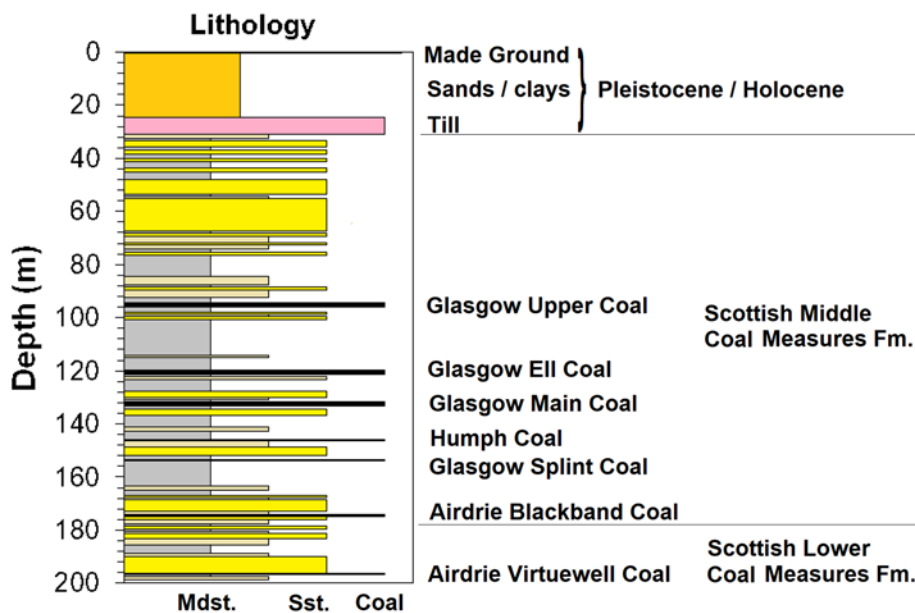 Lithology
Depth (m)
0
20
40
60
80
100
120
140
160
180
200
Mdst. Sst. Coal
Made Ground
Sands / clays
Till
Pleistocene / Holocene
Glasgow Upper Coal
Glasgow Ell Coal
Glasgow Main Coal
Humph Coal
Glasgow Splint Coal
Airdrie Blackband Coal
Scottish Middle
Coal Measures Fm.
Airdrie Virtuewell Coal
Scottish Lower
Coal Measures Fm.